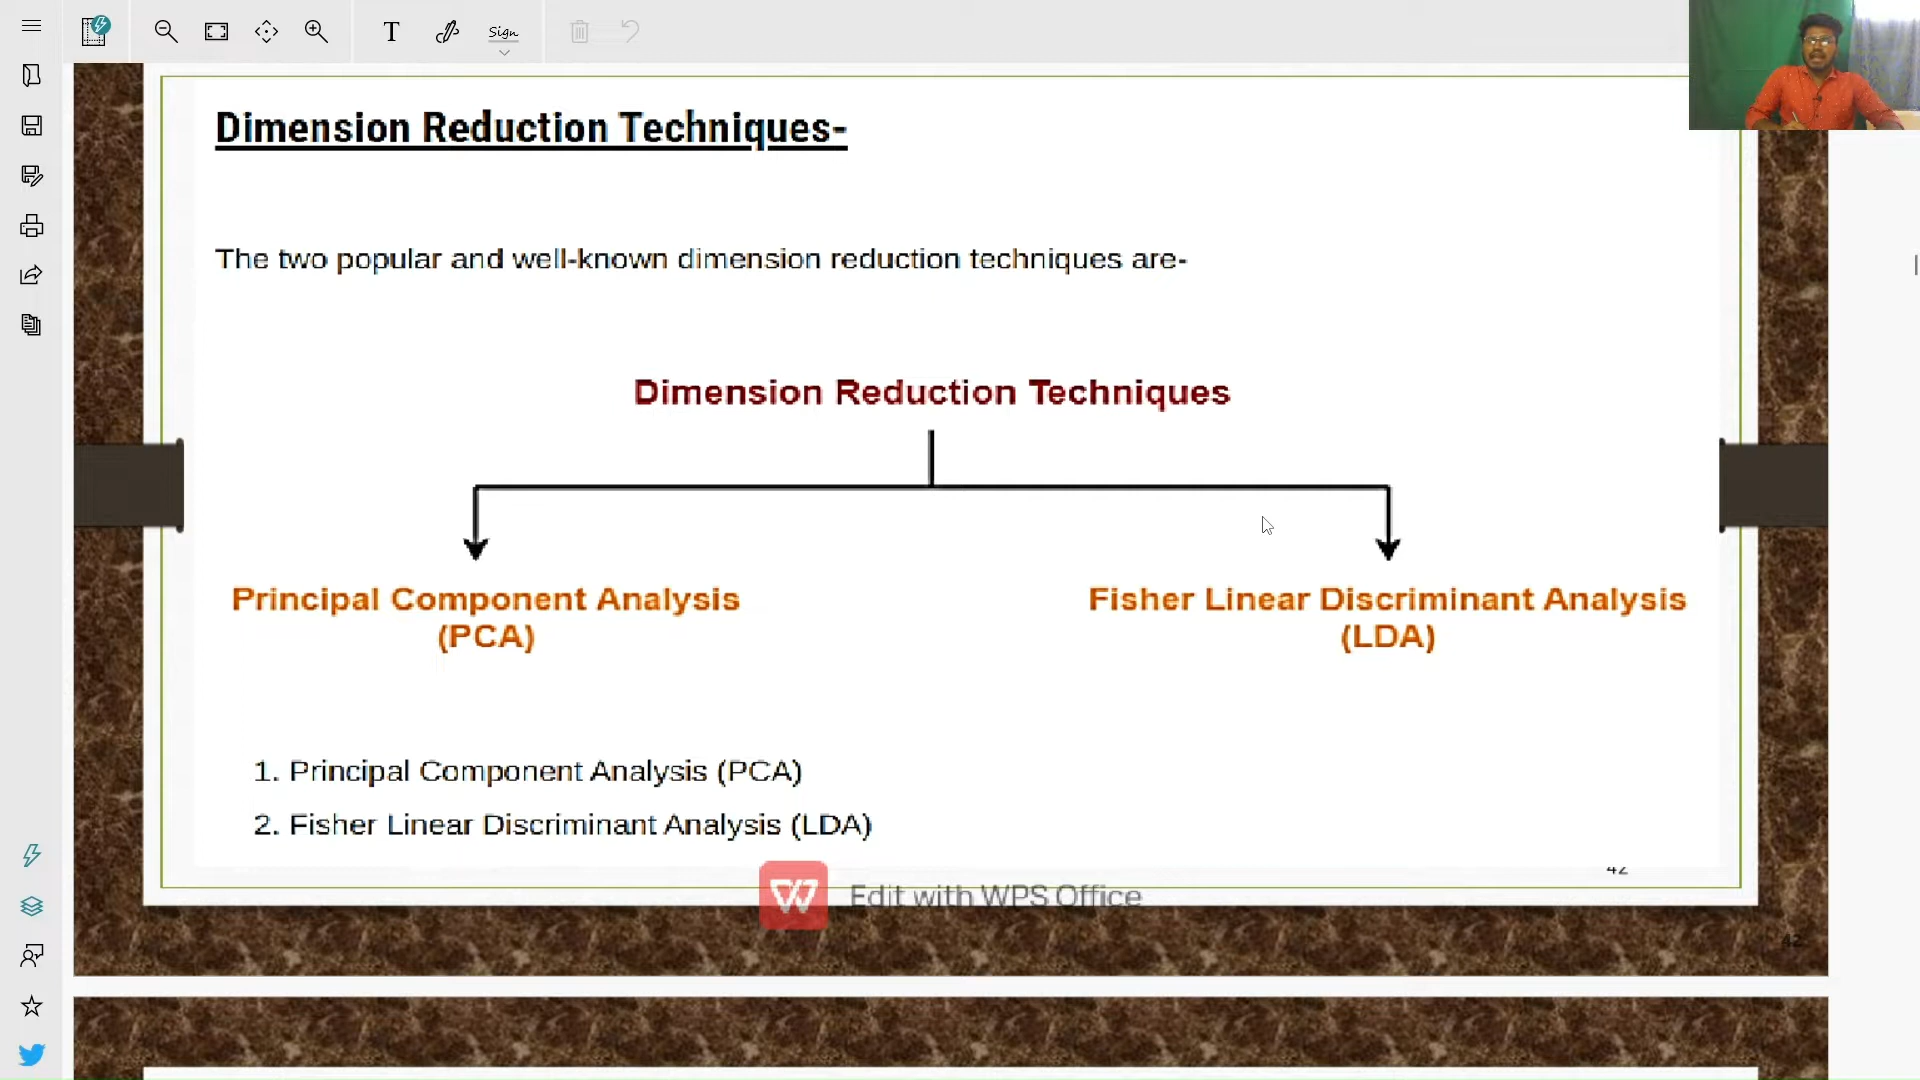 T
Sign
Dimension Reduction Techniques-
The two popular and well-known dimension reduction techniques are-
Dimension Reduction Techniques
Principal Component Analysis
(PCA)
Fisher Linear Discriminant Analysis
(LDA)
1. Principal Component Analysis (PCA)
2. Fisher Linear Discriminant Analysis (LDA)
42
W Edit with WPS Office
42